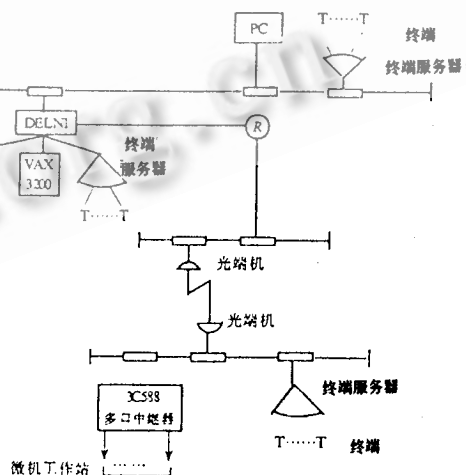 T……T
PC
终端
终端服务器
DELNI
R
终端
服务器
VAX
3200
T……T
光端机
光端机
3C588
多口中继器
终端服务器
T……T
终端
微机工作站
……